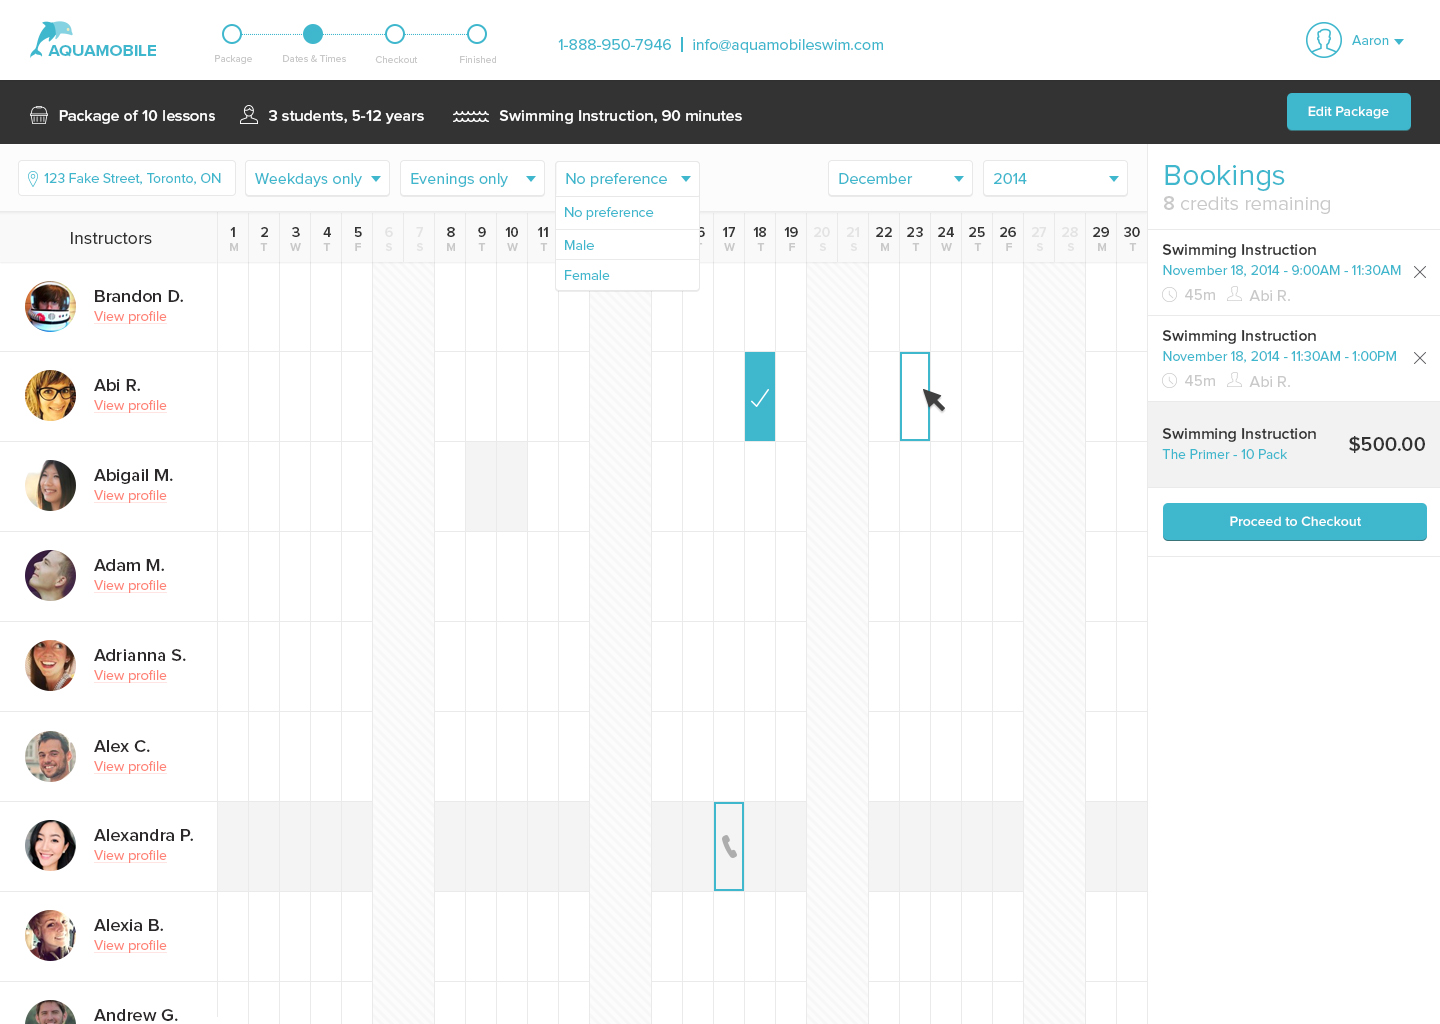 AQUAMOBILE
Package
Dates & Times
Checkout
Finished
1-888-950-7946 | info@aquamobileswim.com
Aaron
Package of 10 lessons
3 students, 5-12 years
Swimming Instruction, 90 minutes
Edit Package
123 Fake Street, Toronto, ON
Weekdays only
Evenings only
No preference
No preference
Male
Female
December
2014
Instructors
1 2 3 4 5 6 7 8 9 10 11 6 17 18 19 20 21 22 23 24 25 26 27 28 29 30
M T W T F S S M T W T T W T F S S M T W T F S S M T
Brandon D.
View profile
Abi R.
View profile
Abigail M.
View profile
Adam M.
View profile
Adrianna S.
View profile
Alex C.
View profile
Alexandra P.
View profile
Alexia B.
View profile
Andrew G.
Bookings
8 credits remaining
Swimming Instruction
November 18, 2014 - 9:00AM - 11:30AM
45m Abi R.
Swimming Instruction
November 18, 2014 - 11:30AM - 1:00PM
45m Abi R.
Swimming Instruction
The Primer - 10 Pack
$500.00
Proceed to Checkout